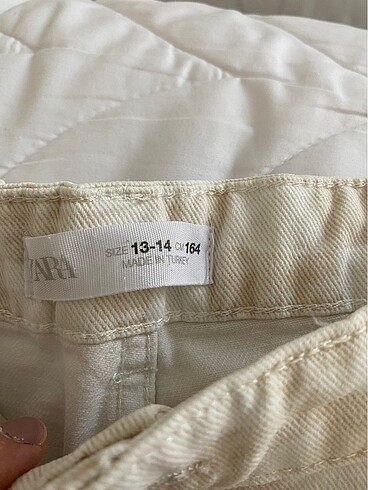 ZARA
SIZE 13-14 CM 164
MADE IN TURKEY